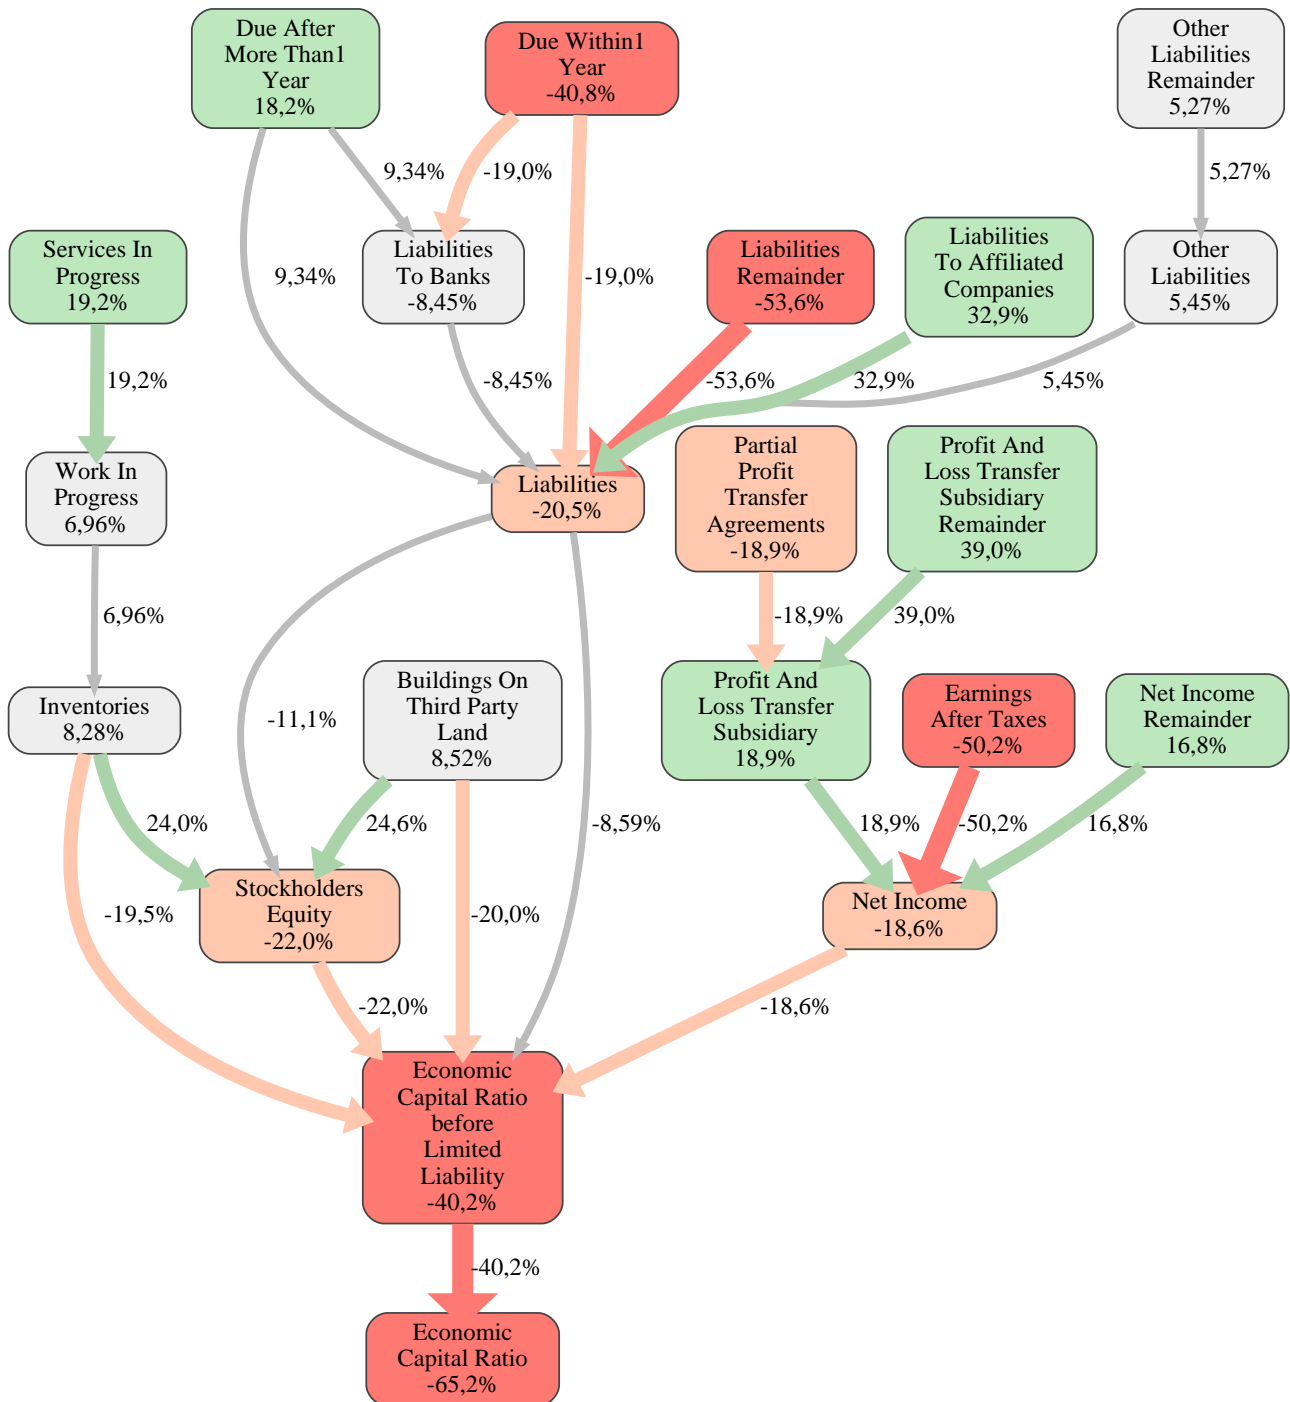 Due After
More Than1
Year
18,2%
Due Within1
Year
-40,8%
Other
Liabilities
Remainder
5,27%
9,34%
-19,0%
5,27%
Services In
Progress
19,2%
Liabilities
To Banks
-8,45%
Liabilities
Remainder
-53,6%
Liabilities
To Affiliated
Companies
32,9%
Other
Liabilities
5,45%
9,34%
-19,0%
19,2%
-8,45%
-53,6%
32,9%
5,45%
Work In
Progress
6,96%
Liabilities
-20,5%
Partial
Profit
Transfer
Agreements
-18,9%
Profit And
Loss Transfer
Subsidiary
Remainder
39,0%
6,96%
-18,9%
39,0%
Inventories
8,28%
-11,1%
Buildings On
Third Party
Land
8,52%
Profit And
Loss Transfer
Subsidiary
18,9%
Earnings
After Taxes
-50,2%
Net Income
Remainder
16,8%
24,0%
24,6%
-8,59%
18,9%
-50,2%
16,8%
-19,5%
Stockholders
Equity
-22,0%
-20,0%
Net Income
-18,6%
-22,0%
-18,6%
Economic
Capital Ratio
before
Limited
Liability
-40,2%
-40,2%
Economic
Capital Ratio
-65,2%